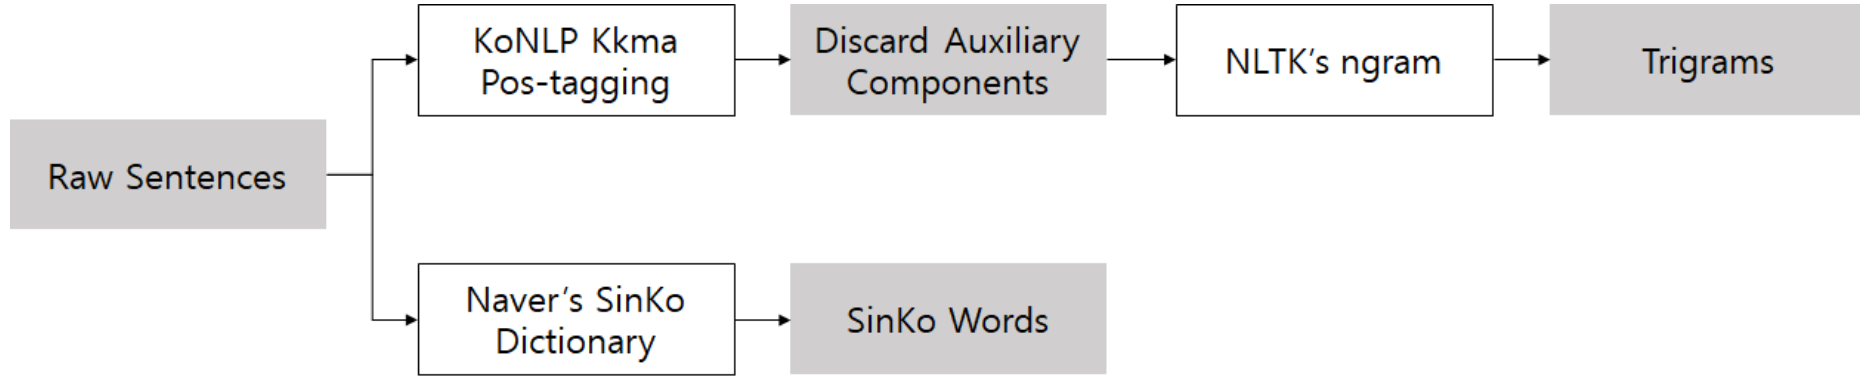 Raw Sentences
KoNLP Kkma
Pos-tagging
Discard Auxiliary
Components
NLTK’s ngram
Trigrams
Naver’s SinKo
Dictionary
SinKo Words